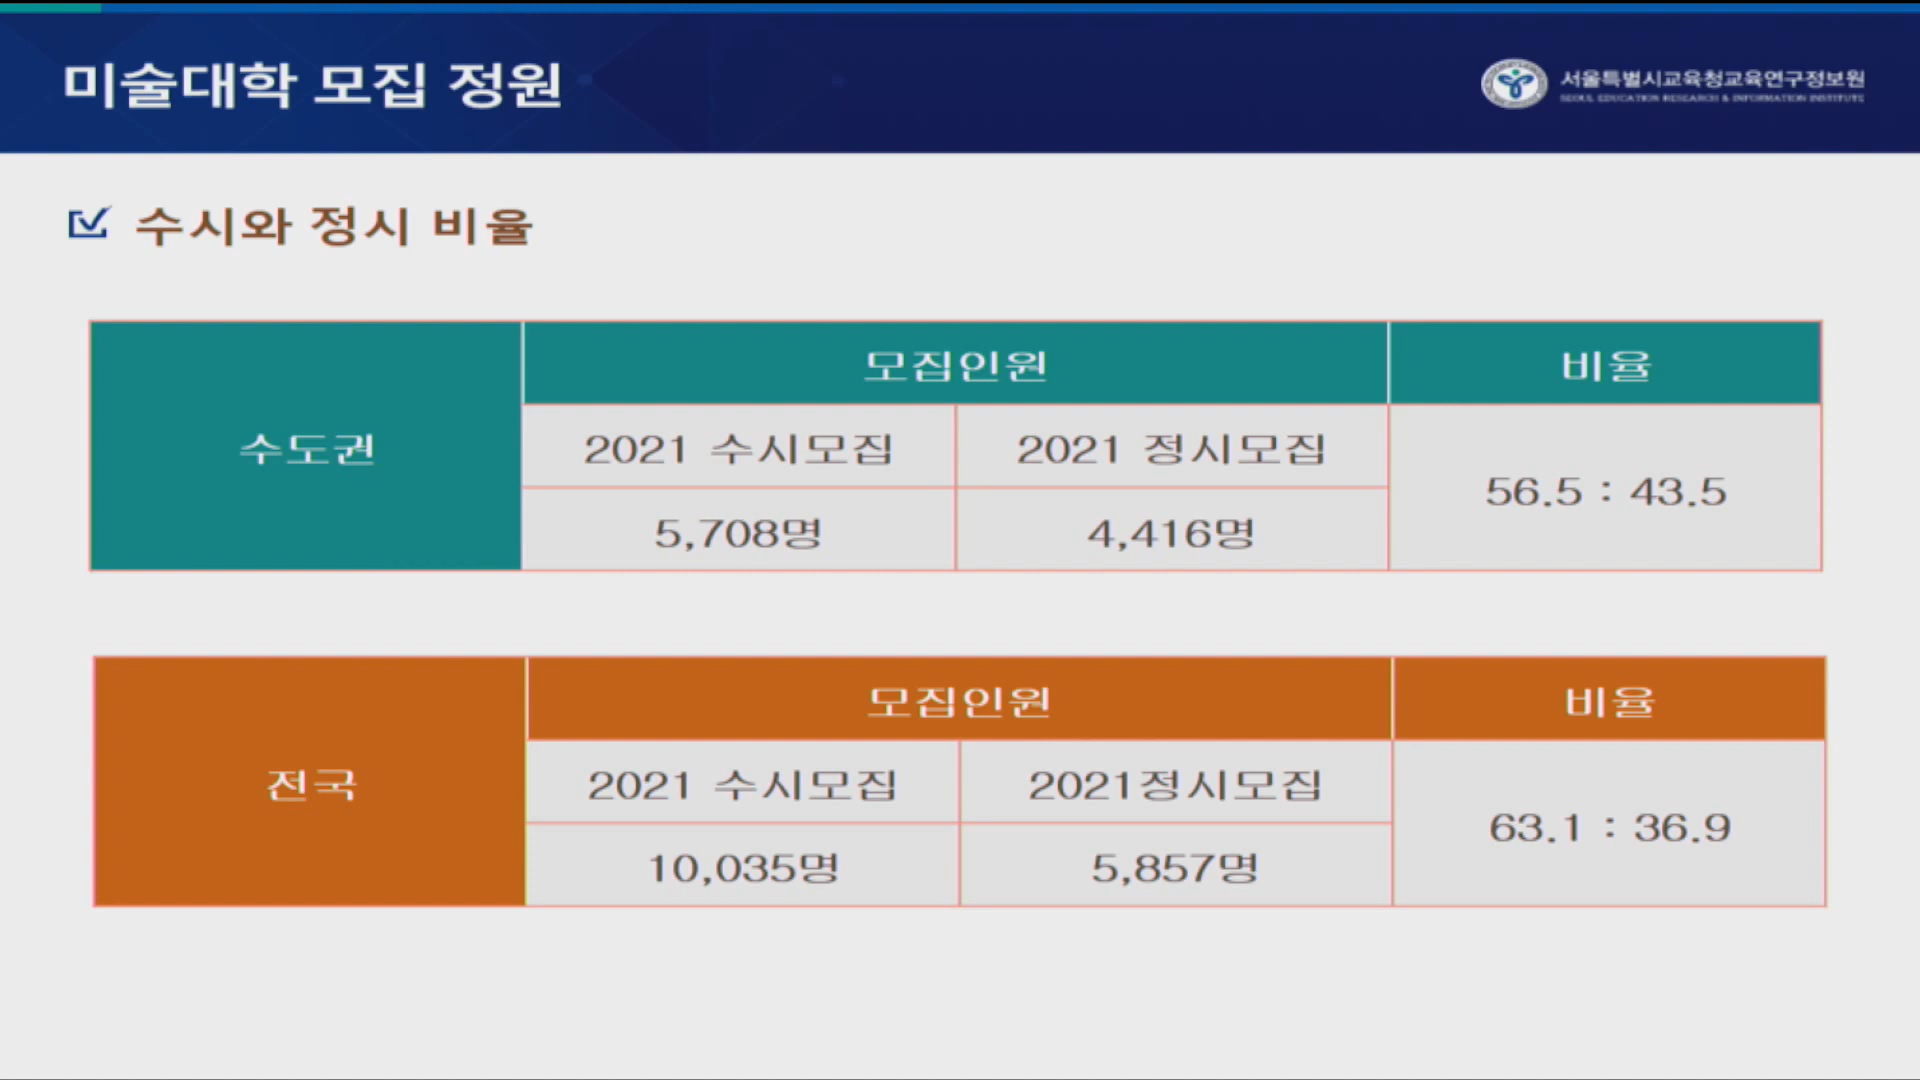 미술대학 모집 정원
서울특별시교육청교육연구정보원
SEOUL EDUCATION RESEARCH & INFORMATION INSTITUTE
수시와 정시 비율
수도권
모집인원
비율
2021 수시모집
2021 정시모집
5,708명
4,416명
56.5 : 43.5
전국
모집인원
비율
2021 수시모집
2021정시모집
10,035명
5,857명
63.1 : 36.9